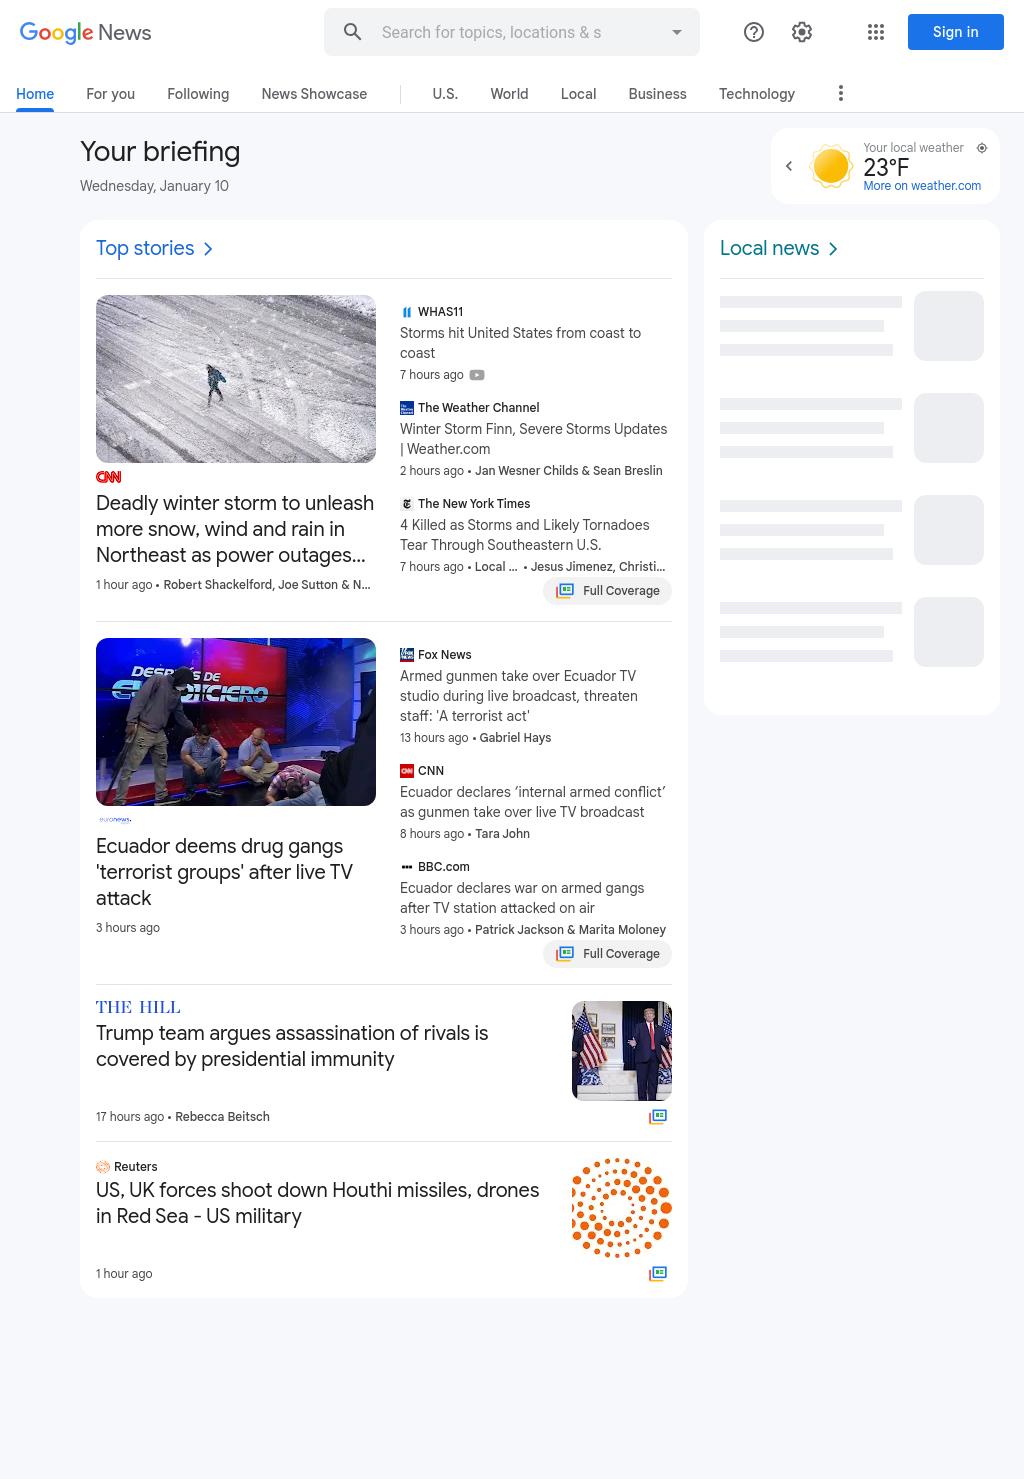 Google News
Search for topics, locations & s
Sign in
Home
For you
Following
News Showcase
U.S.
World
Local
Business
Technology
Your briefing
Wednesday, January 10
Your local weather
23°F
More on weather.com
Top stories
CNN
Deadly winter storm to unleash
more snow, wind and rain in
Northeast as power outages...
1 hour ago • Robert Shackelford, Joe Sutton & N...
WHAS11
Storms hit United States from coast to
coast
7 hours ago
The Weather Channel
Winter Storm Finn, Severe Storms Updates
| Weather.com
2 hours ago • Jan Wesner Childs & Sean Breslin
The New York Times
4 Killed as Storms and Likely Tornadoes
Tear Through Southeastern U.S.
7 hours ago • Local ... • Jesus Jimenez, Christi...
Full Coverage
DESPUÉS DE
EL NOTICIERO
euronews.
Ecuador deems drug gangs
'terrorist groups' after live TV
attack
3 hours ago
Fox News
Armed gunmen take over Ecuador TV
studio during live broadcast, threaten
staff: 'A terrorist act'
13 hours ago • Gabriel Hays
CNN
Ecuador declares ‘internal armed conflict’
as gunmen take over live TV broadcast
8 hours ago • Tara John
BBC.com
Ecuador declares war on armed gangs
after TV station attacked on air
3 hours ago • Patrick Jackson & Marita Moloney
Full Coverage
THE HILL
Trump team argues assassination of rivals is
covered by presidential immunity
17 hours ago • Rebecca Beitsch
Reuters
US, UK forces shoot down Houthi missiles, drones
in Red Sea - US military
1 hour ago
Local news